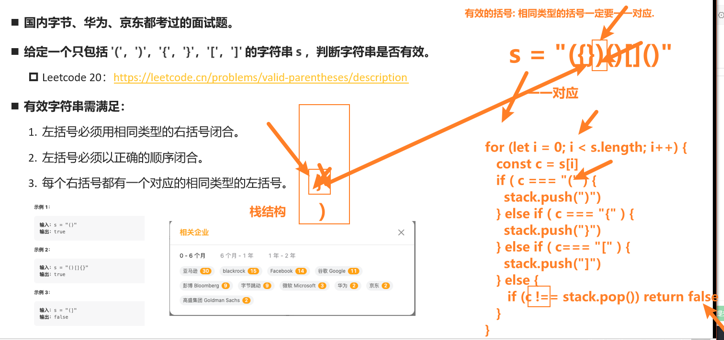 国内字节、华为、京东都考过的面试题。
给定一个只包括 '('，')'，'{'，'}'，'['，']' 的字符串 s ，判断字符串是否有效。
Leetcode 20：https://leetcode.cn/problems/valid-parentheses/description
有效字符串需满足：
1. 左括号必须用相同类型的右括号闭合。
2. 左括号必须以正确的顺序闭合。
3. 每个右括号都有一个对应的相同类型的左括号。
示例 1：
输入：s = "()"
输出：true
示例 2：
输入：s = "()[]{}"
输出：true
示例 3：
输入：s = "(]"
输出：false
栈结构
)
相关企业
0 - 6 个月 6 个月 - 1 年 1 年 - 2 年
亚马逊 20 blackrock 15 Facebook 14 谷歌 Google 11
彭博 Bloomberg 9 字节跳动 9 微软 Microsoft 3 华为 2 京东 2
高盛集团 Goldman Sachs 2
有效的括号: 相同类型的括号一定要一一对应.
s = "({})()[]()"
一一对应
for (let i = 0; i < s.length; i++) {
const c = s[i]
if ( c === "(" ) {
stack.push(")")
} else if ( c === "{" ) {
stack.push("}")
} else if ( c=== "[" ) {
stack.push("]")
} else {
if (c !== stack.pop()) return false
}
}